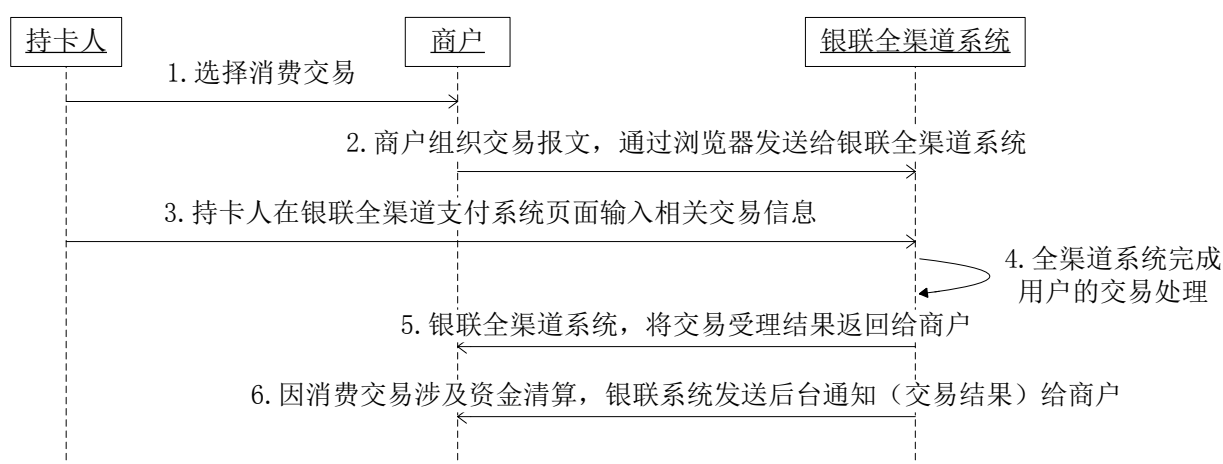 持卡人
商户
银联全渠道系统
1.选择消费交易
2.商户组织交易报文，通过浏览器发送给银联全渠道系统
3.持卡人在银联全渠道支付系统页面输入相关交易信息
4.全渠道系统完成
用户的交易处理
5.银联全渠道系统，将交易受理结果返回给商户
6.因消费交易涉及资金清算，银联系统发送后台通知（交易结果）给商户